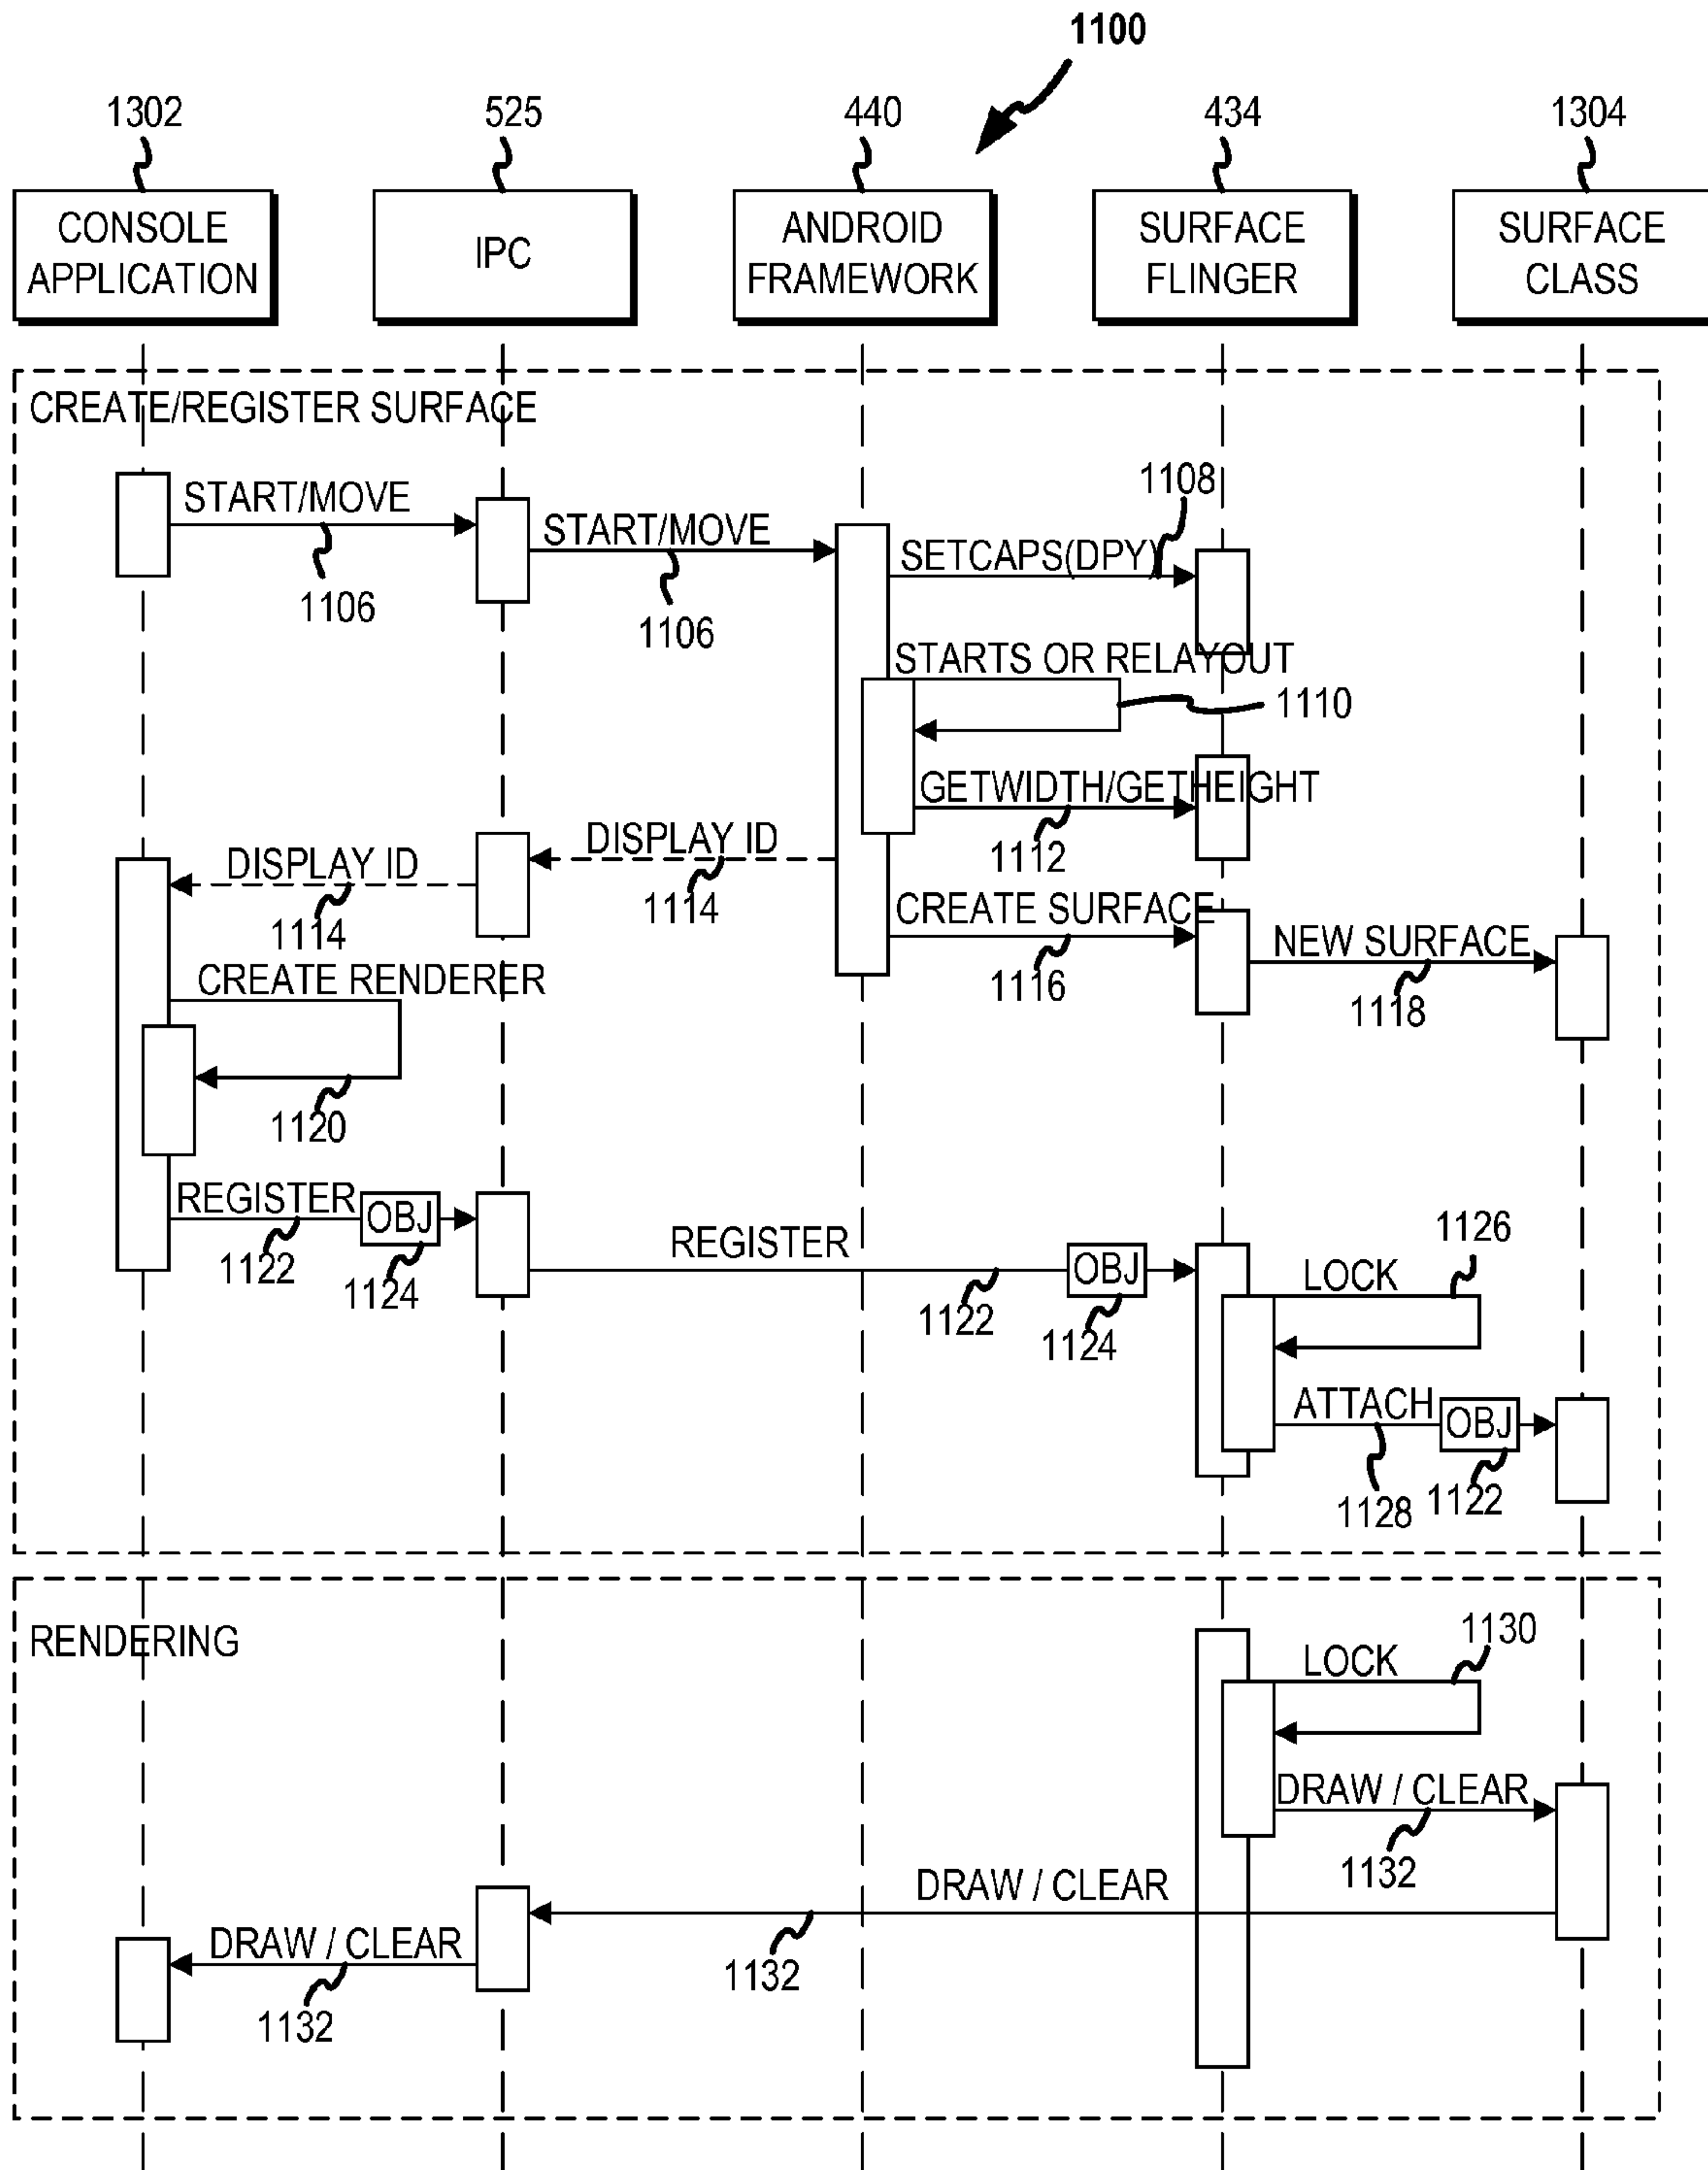 1100
1302
525
440
434
1304
CONSOLE
APPLICATION
IPC
ANDROID
FRAMEWORK
SURFACE
FLINGER
SURFACE
CLASS
CREATE/REGISTER SURFACE
START/MOVE
1106
START/MOVE
1106
1108
SETCAPS(DPY)
STARTS OR RELAYOUT
1110
GETWIDTH/GETHEIGHT
1112
DISPLAY ID
1114
DISPLAY ID
1114
CREATE SURFACE
1116
NEW SURFACE
1118
CREATE RENDERER
1120
REGISTER
OBJ
1122
1124
REGISTER
OBJ
1122
1124
1126
LOCK
ATTACH
OBJ
1128
1122
RENDERING
1130
LOCK
DRAW / CLEAR
1132
DRAW / CLEAR
1132
DRAW / CLEAR
1132